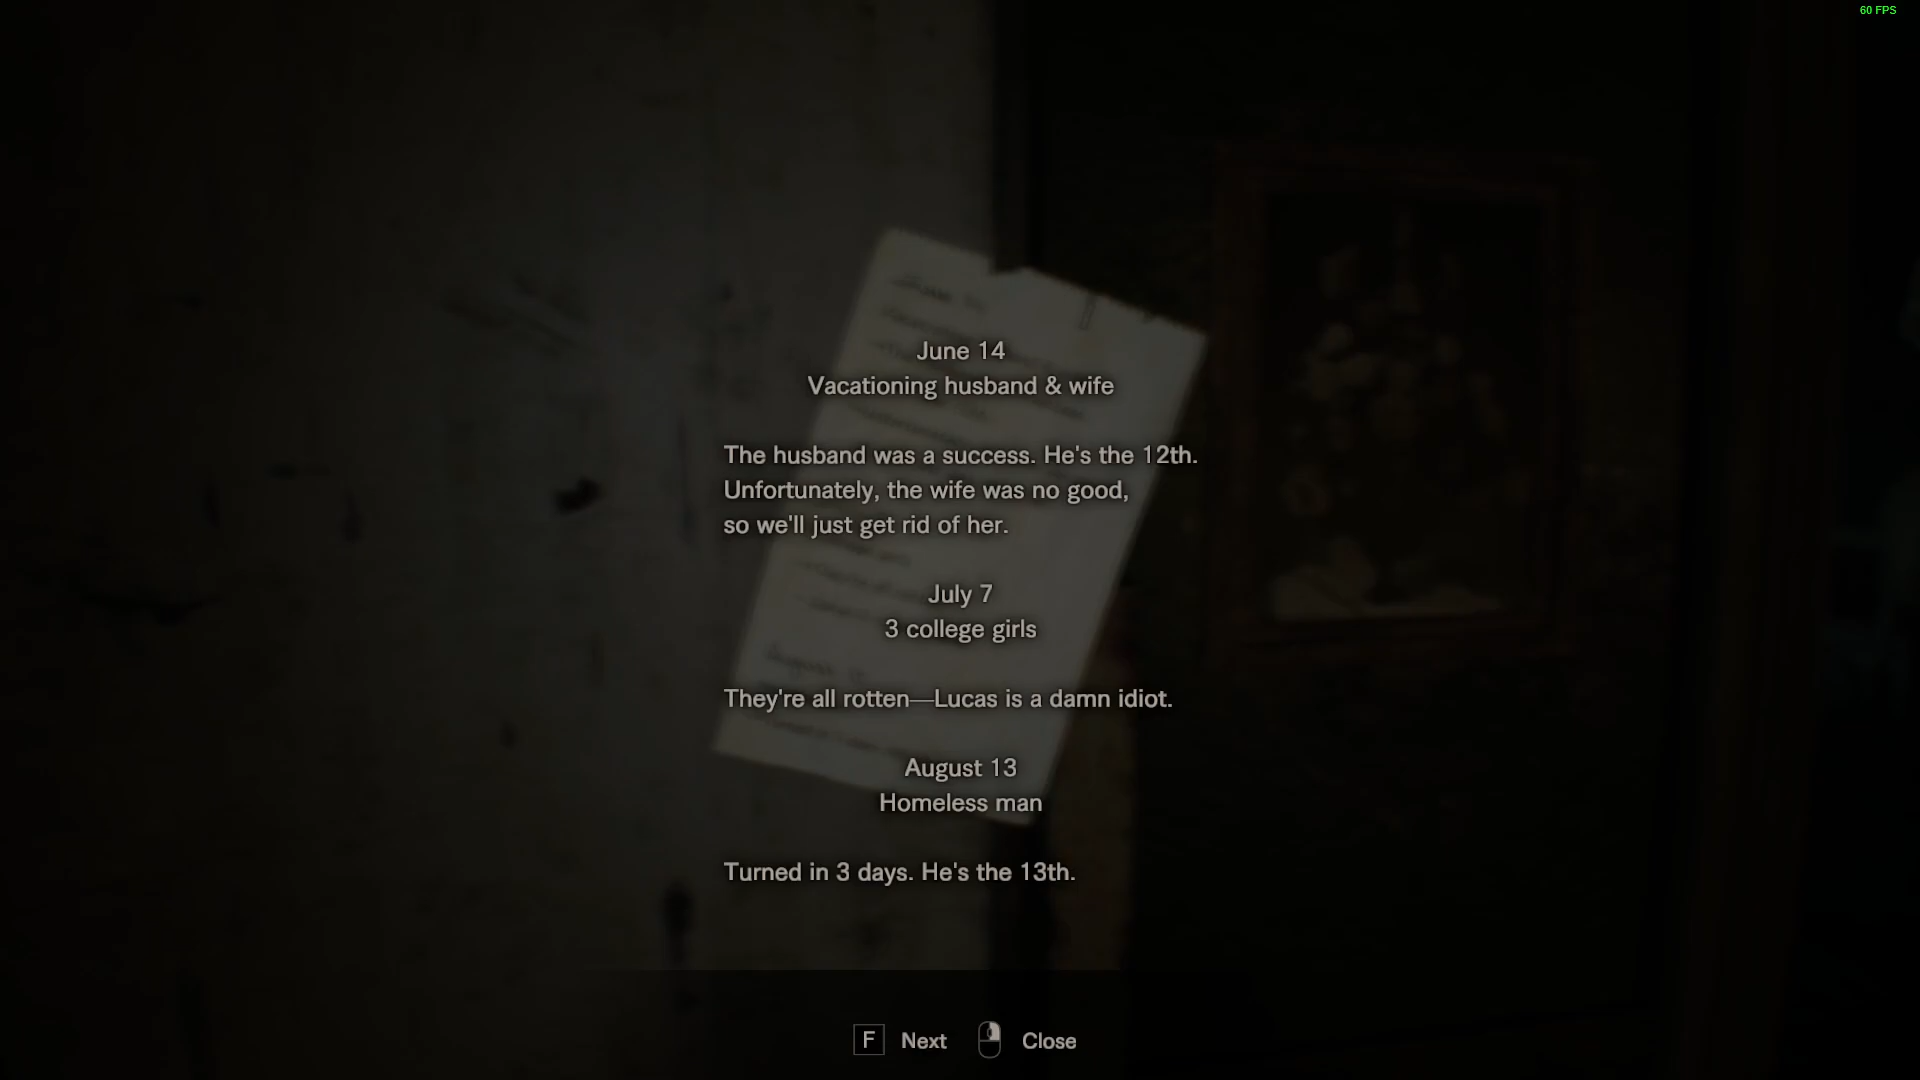 60 FPS
June 14
Vacationing husband & wife
The husband was a success. He's the 12th.
Unfortunately, the wife was no good,
so we'll just get rid of her.
July 7
3 college girls
They're all rotten—Lucas is a damn idiot.
August 13
Homeless man
Turned in 3 days. He's the 13th.
F Next Close